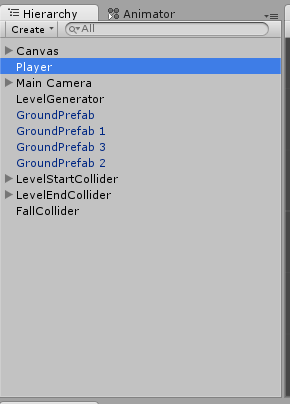 Hierarchy Animator
Create All
Canvas
Player
Main Camera
LevelGenerator
GroundPrefab
GroundPrefab 1
GroundPrefab 3
GroundPrefab 2
LevelStartCollider
LevelEndCollider
FallCollider